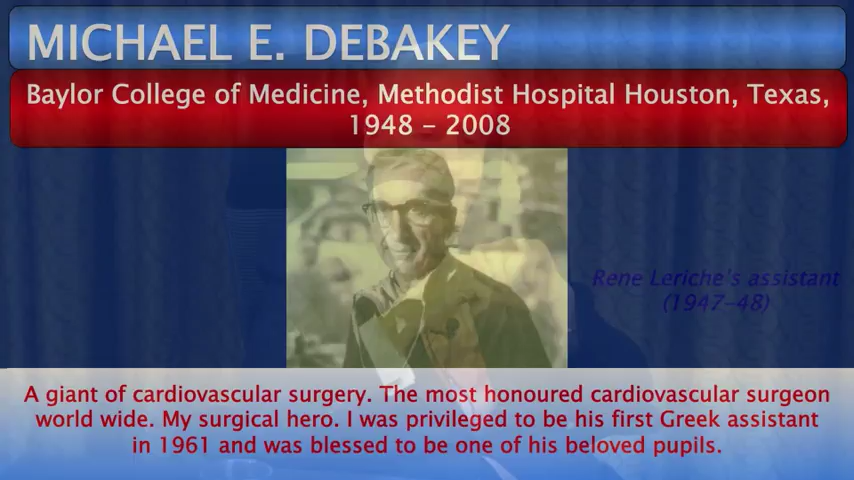 MICHAEL E. DEBAKEY
Baylor College of Medicine, Methodist Hospital Houston, Texas,
1948 – 2008
Rene Leriche's assistant
(1947-48)
A giant of cardiovascular surgery. The most honoured cardiovascular surgeon
world wide. My surgical hero. I was privileged to be his first Greek assistant
in 1961 and was blessed to be one of his beloved pupils.